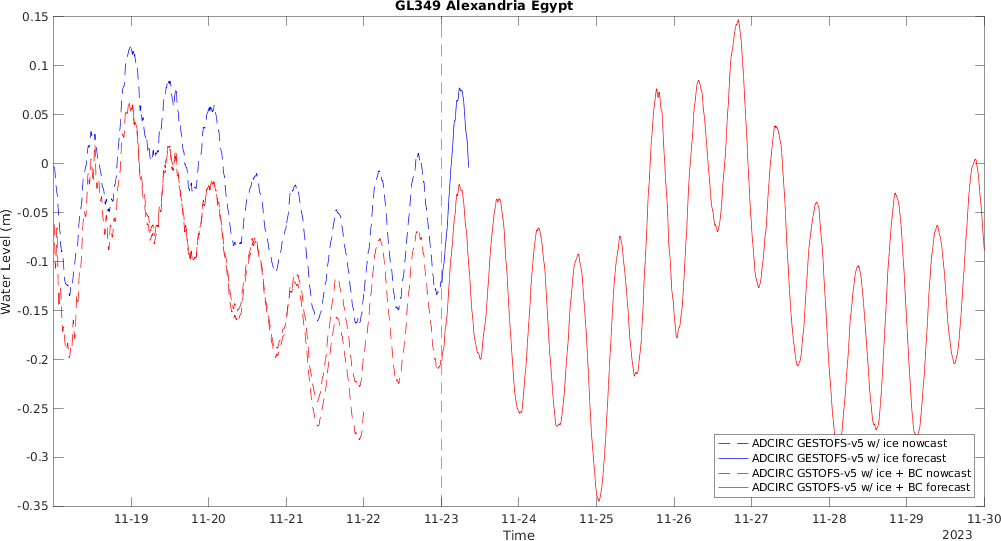 GL349 Alexandria Egypt
0.15
0.1
0.05
0
-0.05
-0.1
-0.15
-0.2
-0.25
-0.3
-0.35
Water Level (m)
ADCIRC GESTOFS-v5 w/ ice nowcast
ADCIRC GESTOFS-v5 w/ ice forecast
ADCIRC GSTOFS-v5 w/ ice + BC nowcast
ADCIRC GSTOFS-v5 w/ ice + BC forecast
11-19 11-20 11-21 11-22 11-23 11-24 11-25 11-26 11-27 11-28 11-29 11-30
Time
2023